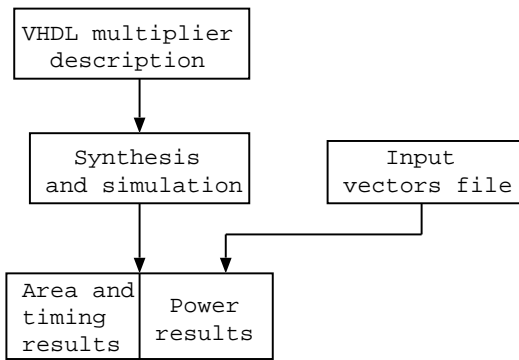 VHDL multiplier
description
Synthesis
and simulation
Input
vectors file
Area and
timing
results
Power
results